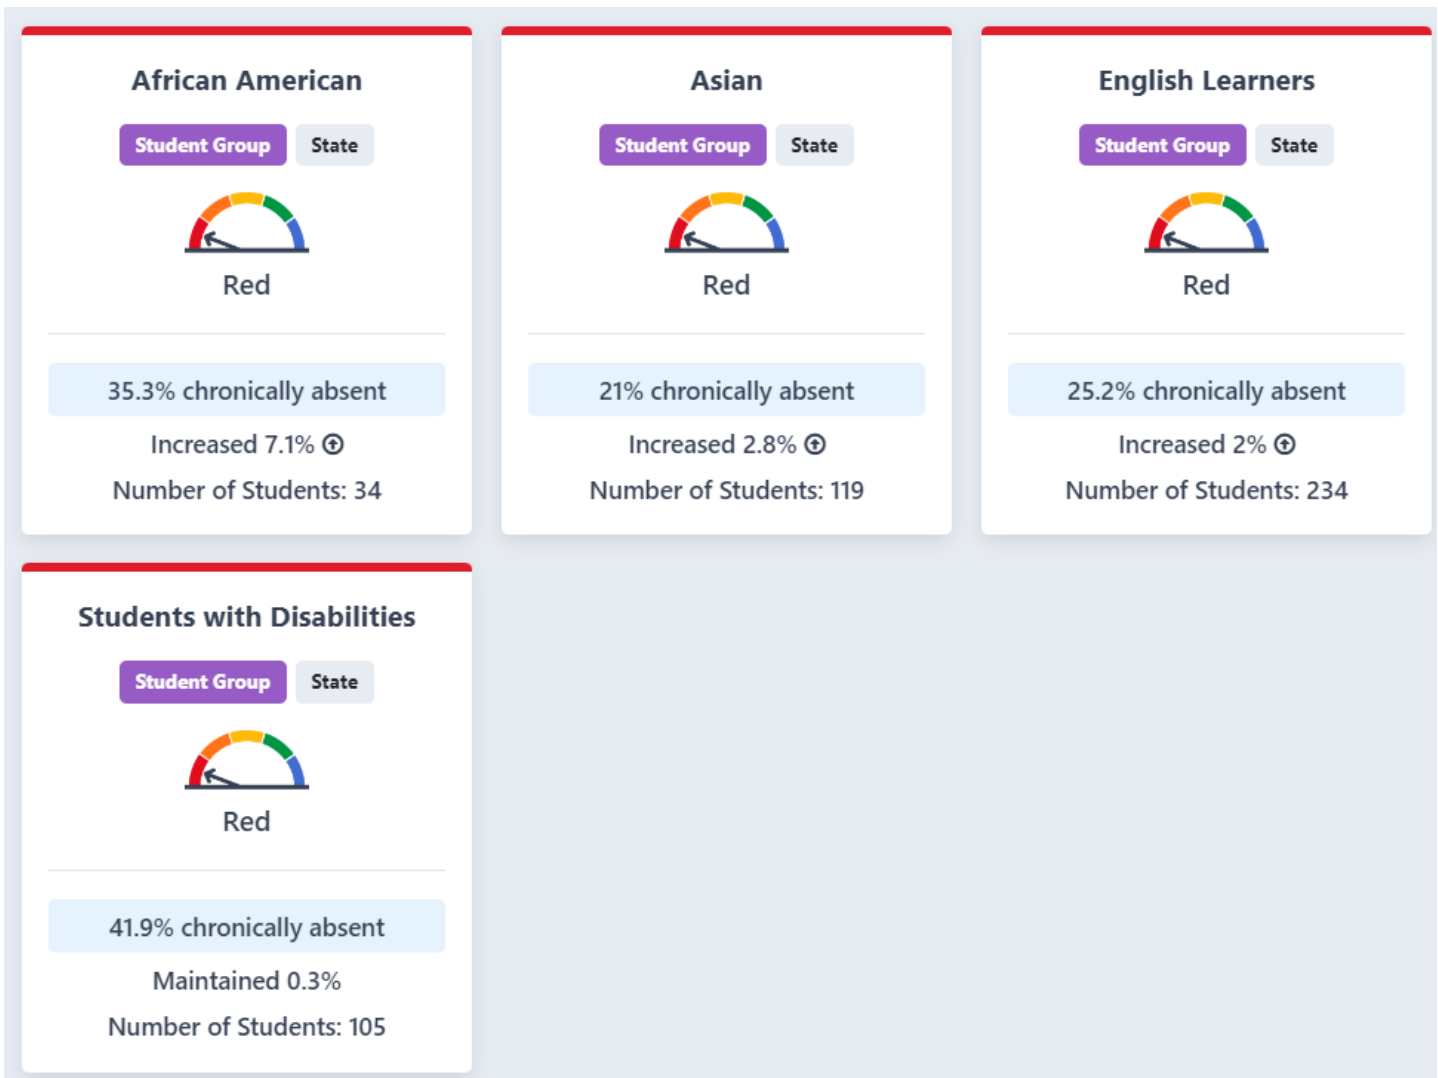 African American
Student Group State
Red
35.3% chronically absent
Increased 7.1%
Number of Students: 34
Asian
Student Group State
Red
21% chronically absent
Increased 2.8%
Number of Students: 119
English Learners
Student Group State
Red
25.2% chronically absent
Increased 2%
Number of Students: 234
Students with Disabilities
Student Group State
Red
41.9% chronically absent
Maintained 0.3%
Number of Students: 105